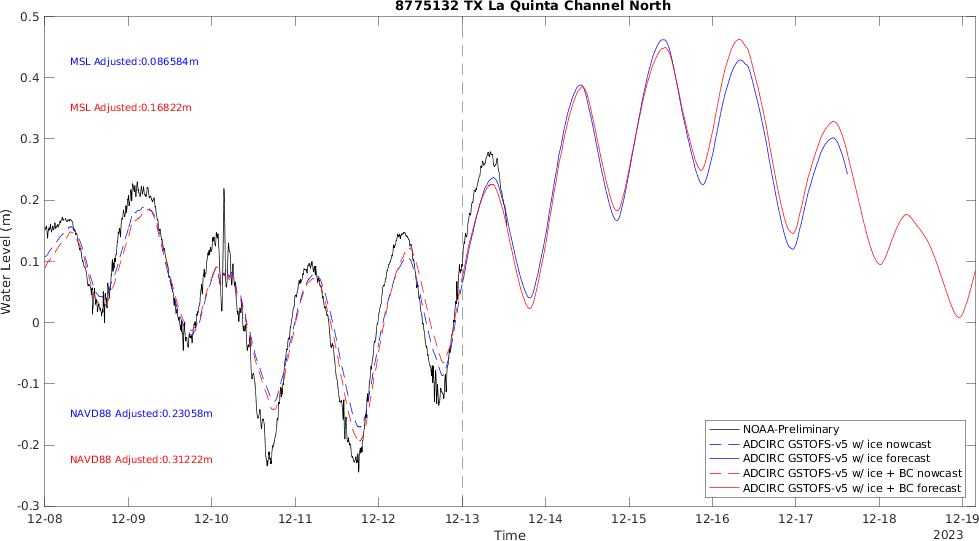 8775132 TX La Quinta Channel North
0.5
0.4
0.3
0.2
0.1
0
-0.1
-0.2
-0.3
Water Level (m)
MSL Adjusted:0.086584m
MSL Adjusted:0.16822m
NAVD88 Adjusted:0.23058m
NAVD88 Adjusted:0.31222m
NOAA-Preliminary
ADCIRC GSTOFS-v5 w/ ice nowcast
ADCIRC GSTOFS-v5 w/ ice forecast
ADCIRC GSTOFS-v5 w/ ice + BC nowcast
ADCIRC GSTOFS-v5 w/ ice + BC forecast
12-08 12-09 12-10 12-11 12-12 12-13 12-14 12-15 12-16 12-17 12-18 12-19
Time
2023